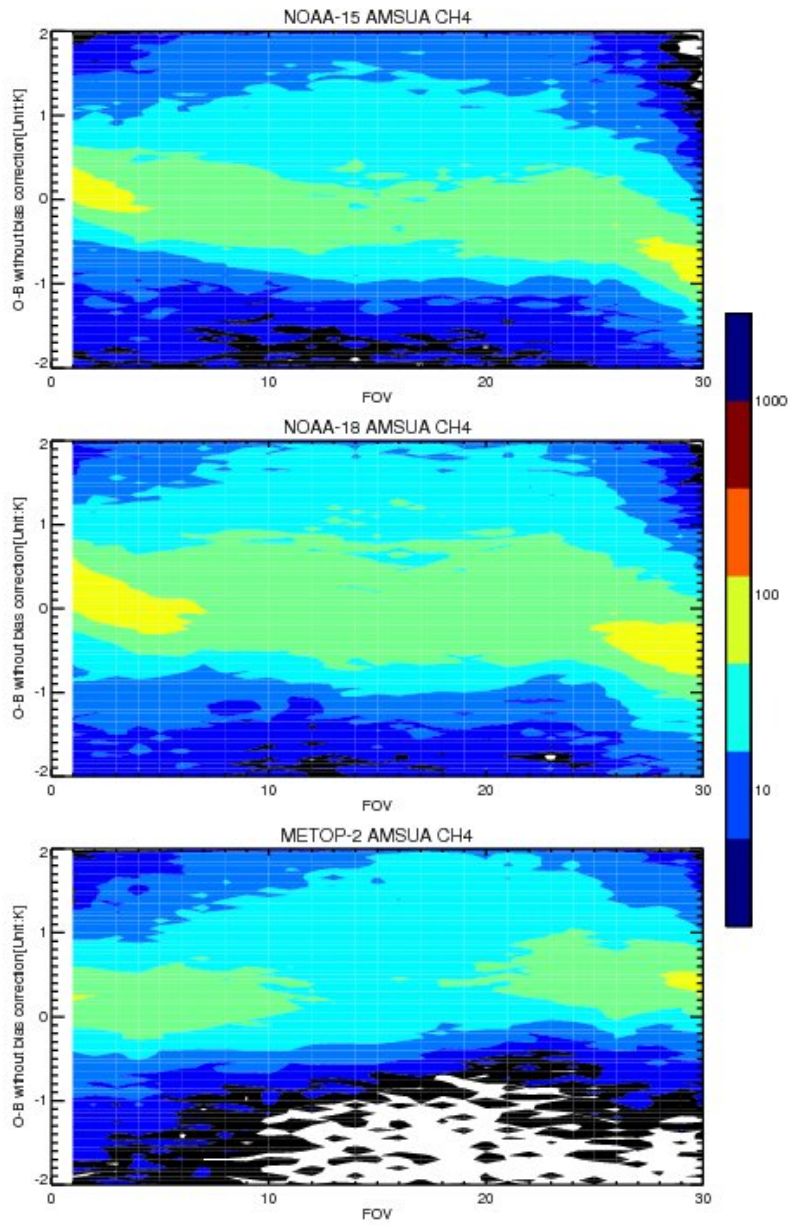 NOAA-15 AMSUA CH4
2
1
0
-1
-2
O-B without bias correction[Unit:K]
0 10 20 30
FOV
NOAA-18 AMSUA CH4
2
1
0
-1
-2
O-B without bias correction[Unit:K]
0 10 20 30
FOV
METOP-2 AMSUA CH4
2
1
0
-1
-2
O-B without bias correction[Unit:K]
0 10 20 30
FOV
1000
100
10